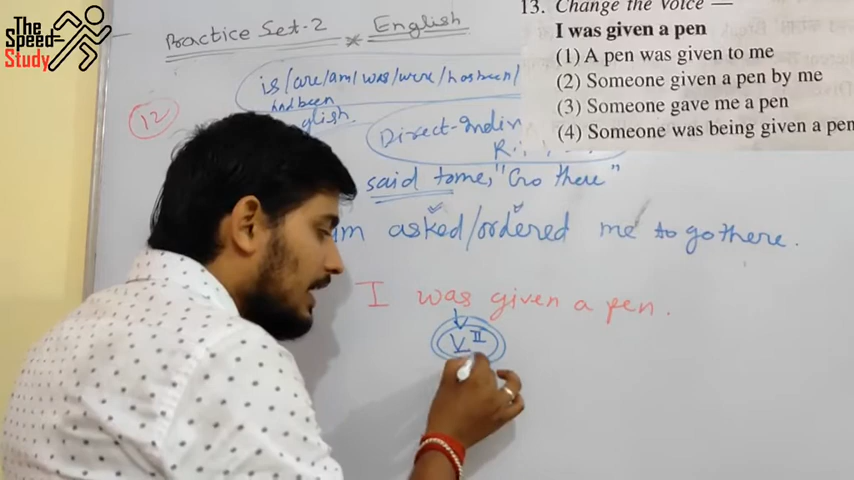 The
Speed
Study
Practice Set-2 * English
13. Change the Voice —
I was given a pen
(1) A pen was given to me
(2) Someone given a pen by me
(3) Someone gave me a pen
(4) Someone was being given a pen
is/are/am/was/were/has been/
had been
glish.
12
Direct-Indir
said to me, "Go there"
am asked/ordered me to go there.
I was given a pen.
V II